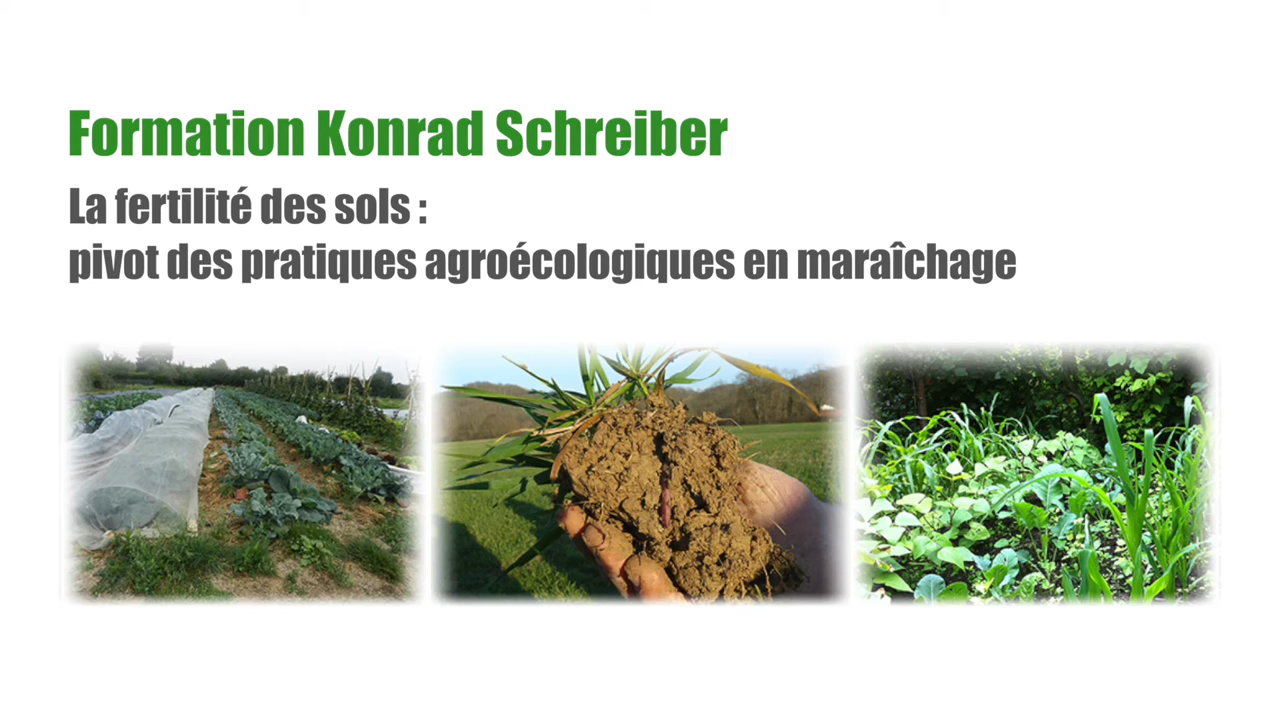 Formation Konrad Schreiber
La fertilité des sols :
pivot des pratiques agroécologiques en maraîchage